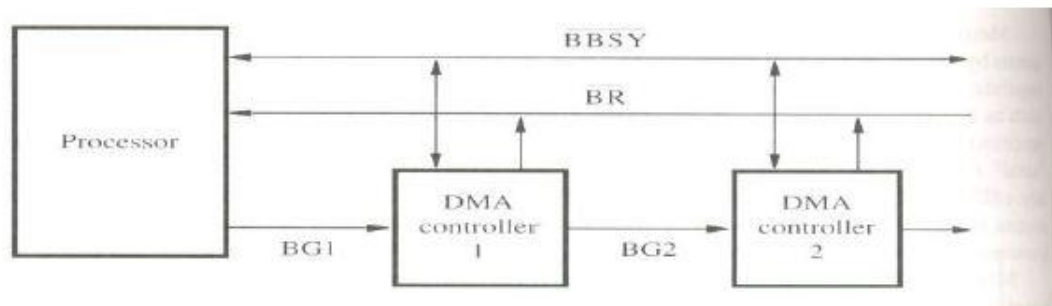 BBSY
BR
Processor
DMA
controller
1
DMA
controller
2
BG1
BG2